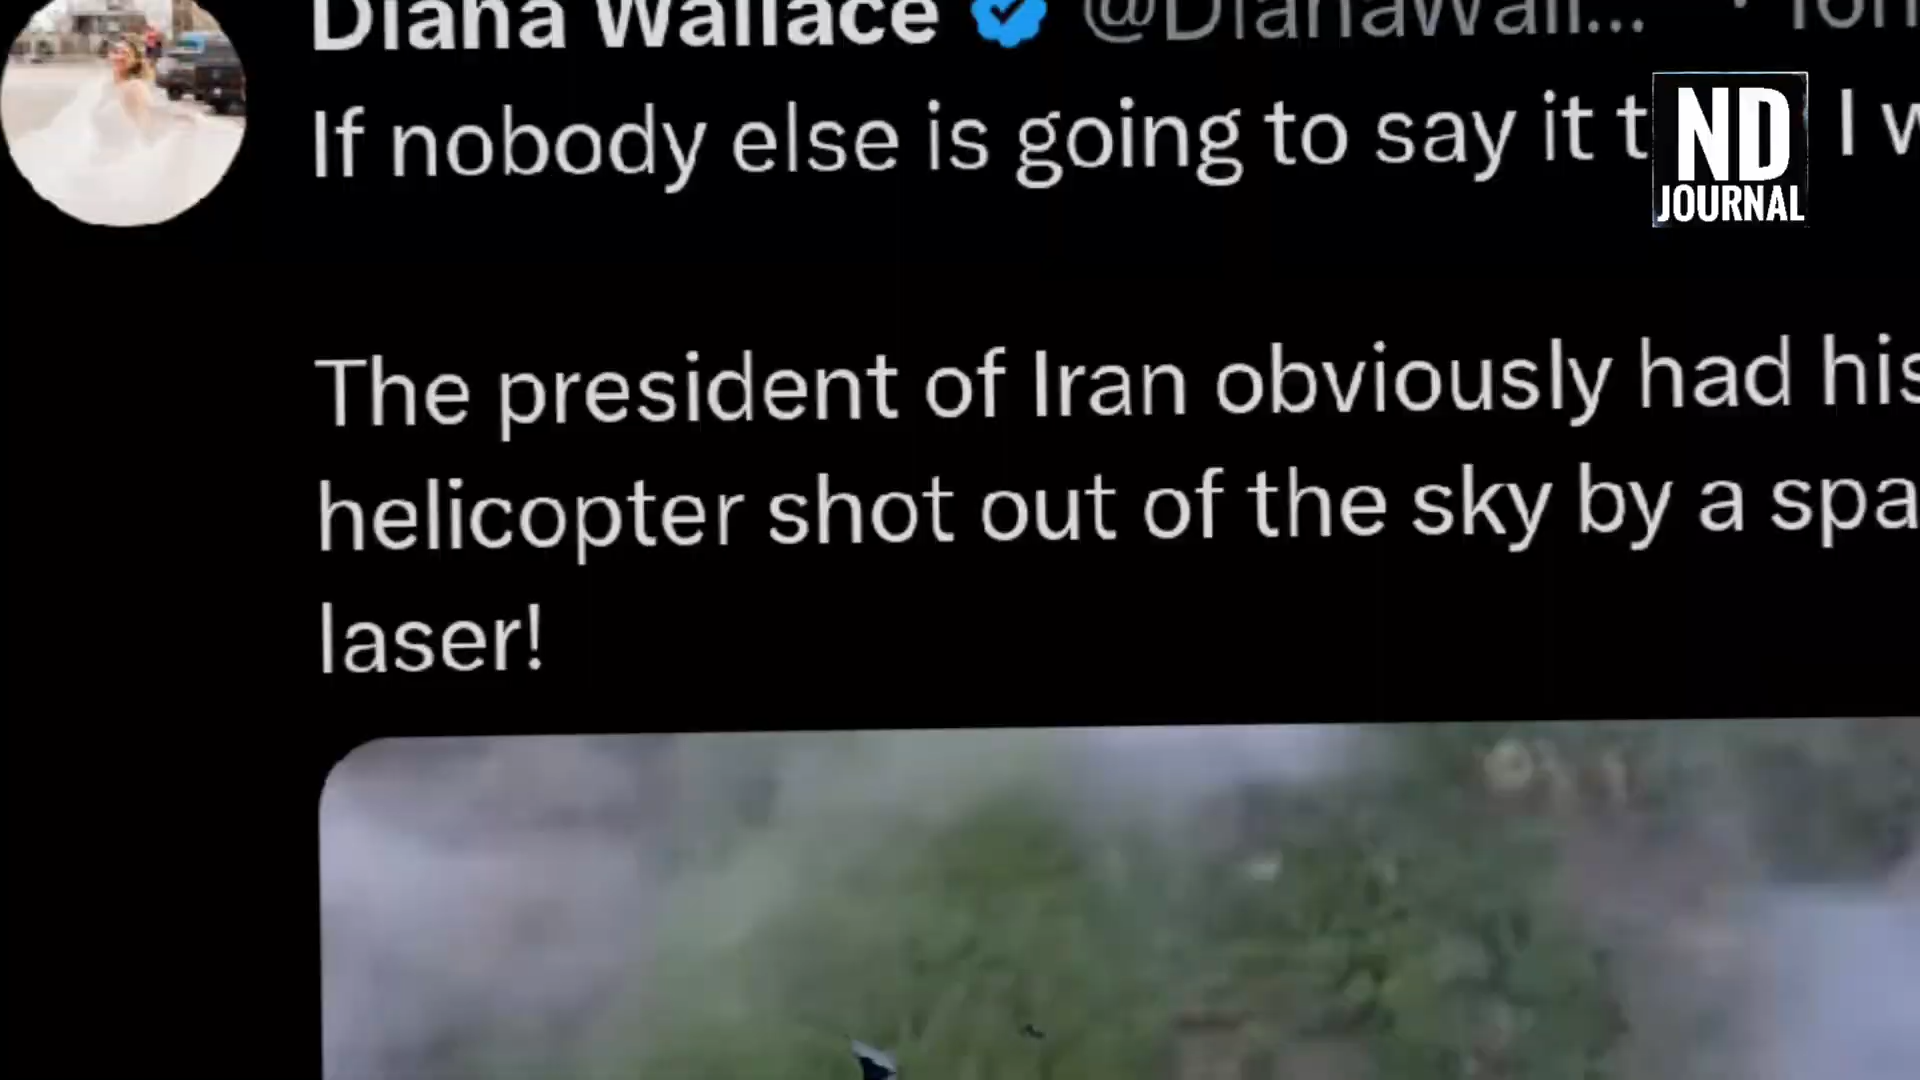 Diana Wallace @DianaWall...
If nobody else is going to say it I
ND
JOURNAL
The president of Iran obviously had his
helicopter shot out of the sky by a
laser!